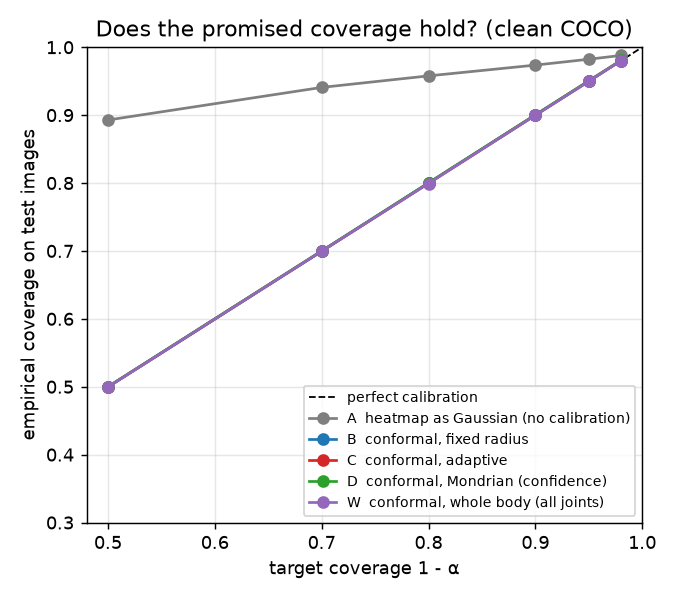 Does the promised coverage hold? (clean COCO)
1.0
0.9
0.8
0.7
0.6
0.5
0.4
0.3
empirical coverage on test images
perfect calibration
A heatmap as Gaussian (no calibration)
B conformal, fixed radius
C conformal, adaptive
D conformal, Mondrian (confidence)
W conformal, whole body (all joints)
0.5 0.6 0.7 0.8 0.9 1.0
target coverage 1 - α